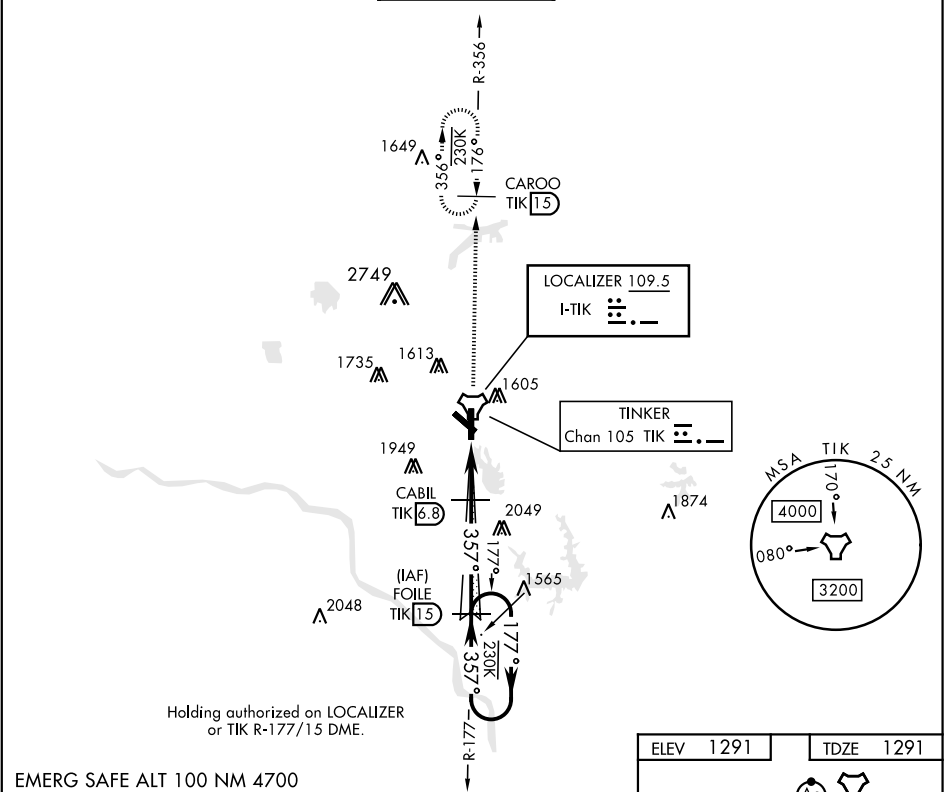 R-356
1649
356°
230K
176°
CAROO
TIK 15
2749
LOCALIZER 109.5
I-TIK
1735
1613
1605
TINKER
Chan 105 TIK
1949
CABIL
TIK 6.8
2049
1874
MSA TIK 25 NM
170°
4000
080°
3200
357°
177°
(IAF)
FOILE
TIK 15
1565
2048
177°
230K
357°
Holding authorized on LOCALIZER
or TIK R-177/15 DME.
R-177
ELEV 1291
TDZE 1291
EMERG SAFE ALT 100 NM 4700